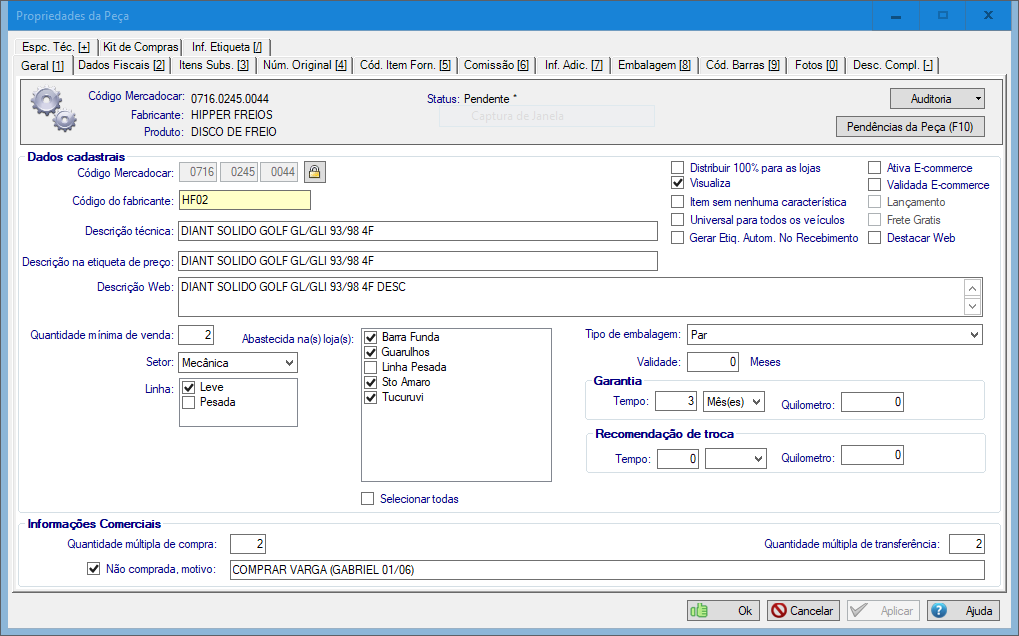 Propriedades da Peça
Espc. Téc. [+] Kit de Compras Inf. Etiqueta [/]
Geral [1] Dados Fiscais [2] Itens Subs. [3] Núm. Original [4] Cód. Item Forn. [5] Comissão [6] Inf. Adic. [7] Embalagem [8] Cód. Barras [9] Fotos [0] Desc. Compl. [-]
Código Mercadocar: 0716.0245.0044 Status: Pendente * Auditoria
Captura de Janela
Fabricante: HIPPER FREIOS
Produto: DISCO DE FREIO Pendências da Peça (F10)
Dados cadastrais
Código Mercadocar: 0716 0245 0044
Código do fabricante: HF02
Descrição técnica: DIANT SOLIDO GOLF GL/GLI 93/98 4F
Descrição na etiqueta de preço: DIANT SOLIDO GOLF GL/GLI 93/98 4F
Descrição Web: DIANT SOLIDO GOLF GL/GLI 93/98 4F DESC
Distribuir 100% para as lojas Ativa E-commerce
Visualiza Validada E-commerce
Item sem nenhuma característica Lançamento
Universal para todos os veículos Frete Gratis
Gerar Etiq. Autom. No Recebimento Destacar Web
Quantidade mínima de venda: 2
Setor: Mecânica
Linha: Leve
Pesada
Abastecida na(s) loja(s): Barra Funda
Guarulhos
Linha Pesada
Sto Amaro
Tucuruvi
Selecionar todas
Tipo de embalagem: Par
Validade: 0 Meses
Garantia
Tempo: 3 Mês(es) Quilometro: 0
Recomendação de troca
Tempo: 0 Quilometro: 0
Informações Comerciais
Quantidade múltipla de compra: 2 Quantidade múltipla de transferência: 2
Não comprada, motivo: COMPRAR VARGA (GABRIEL 01/06)
Ok Cancelar Aplicar Ajuda